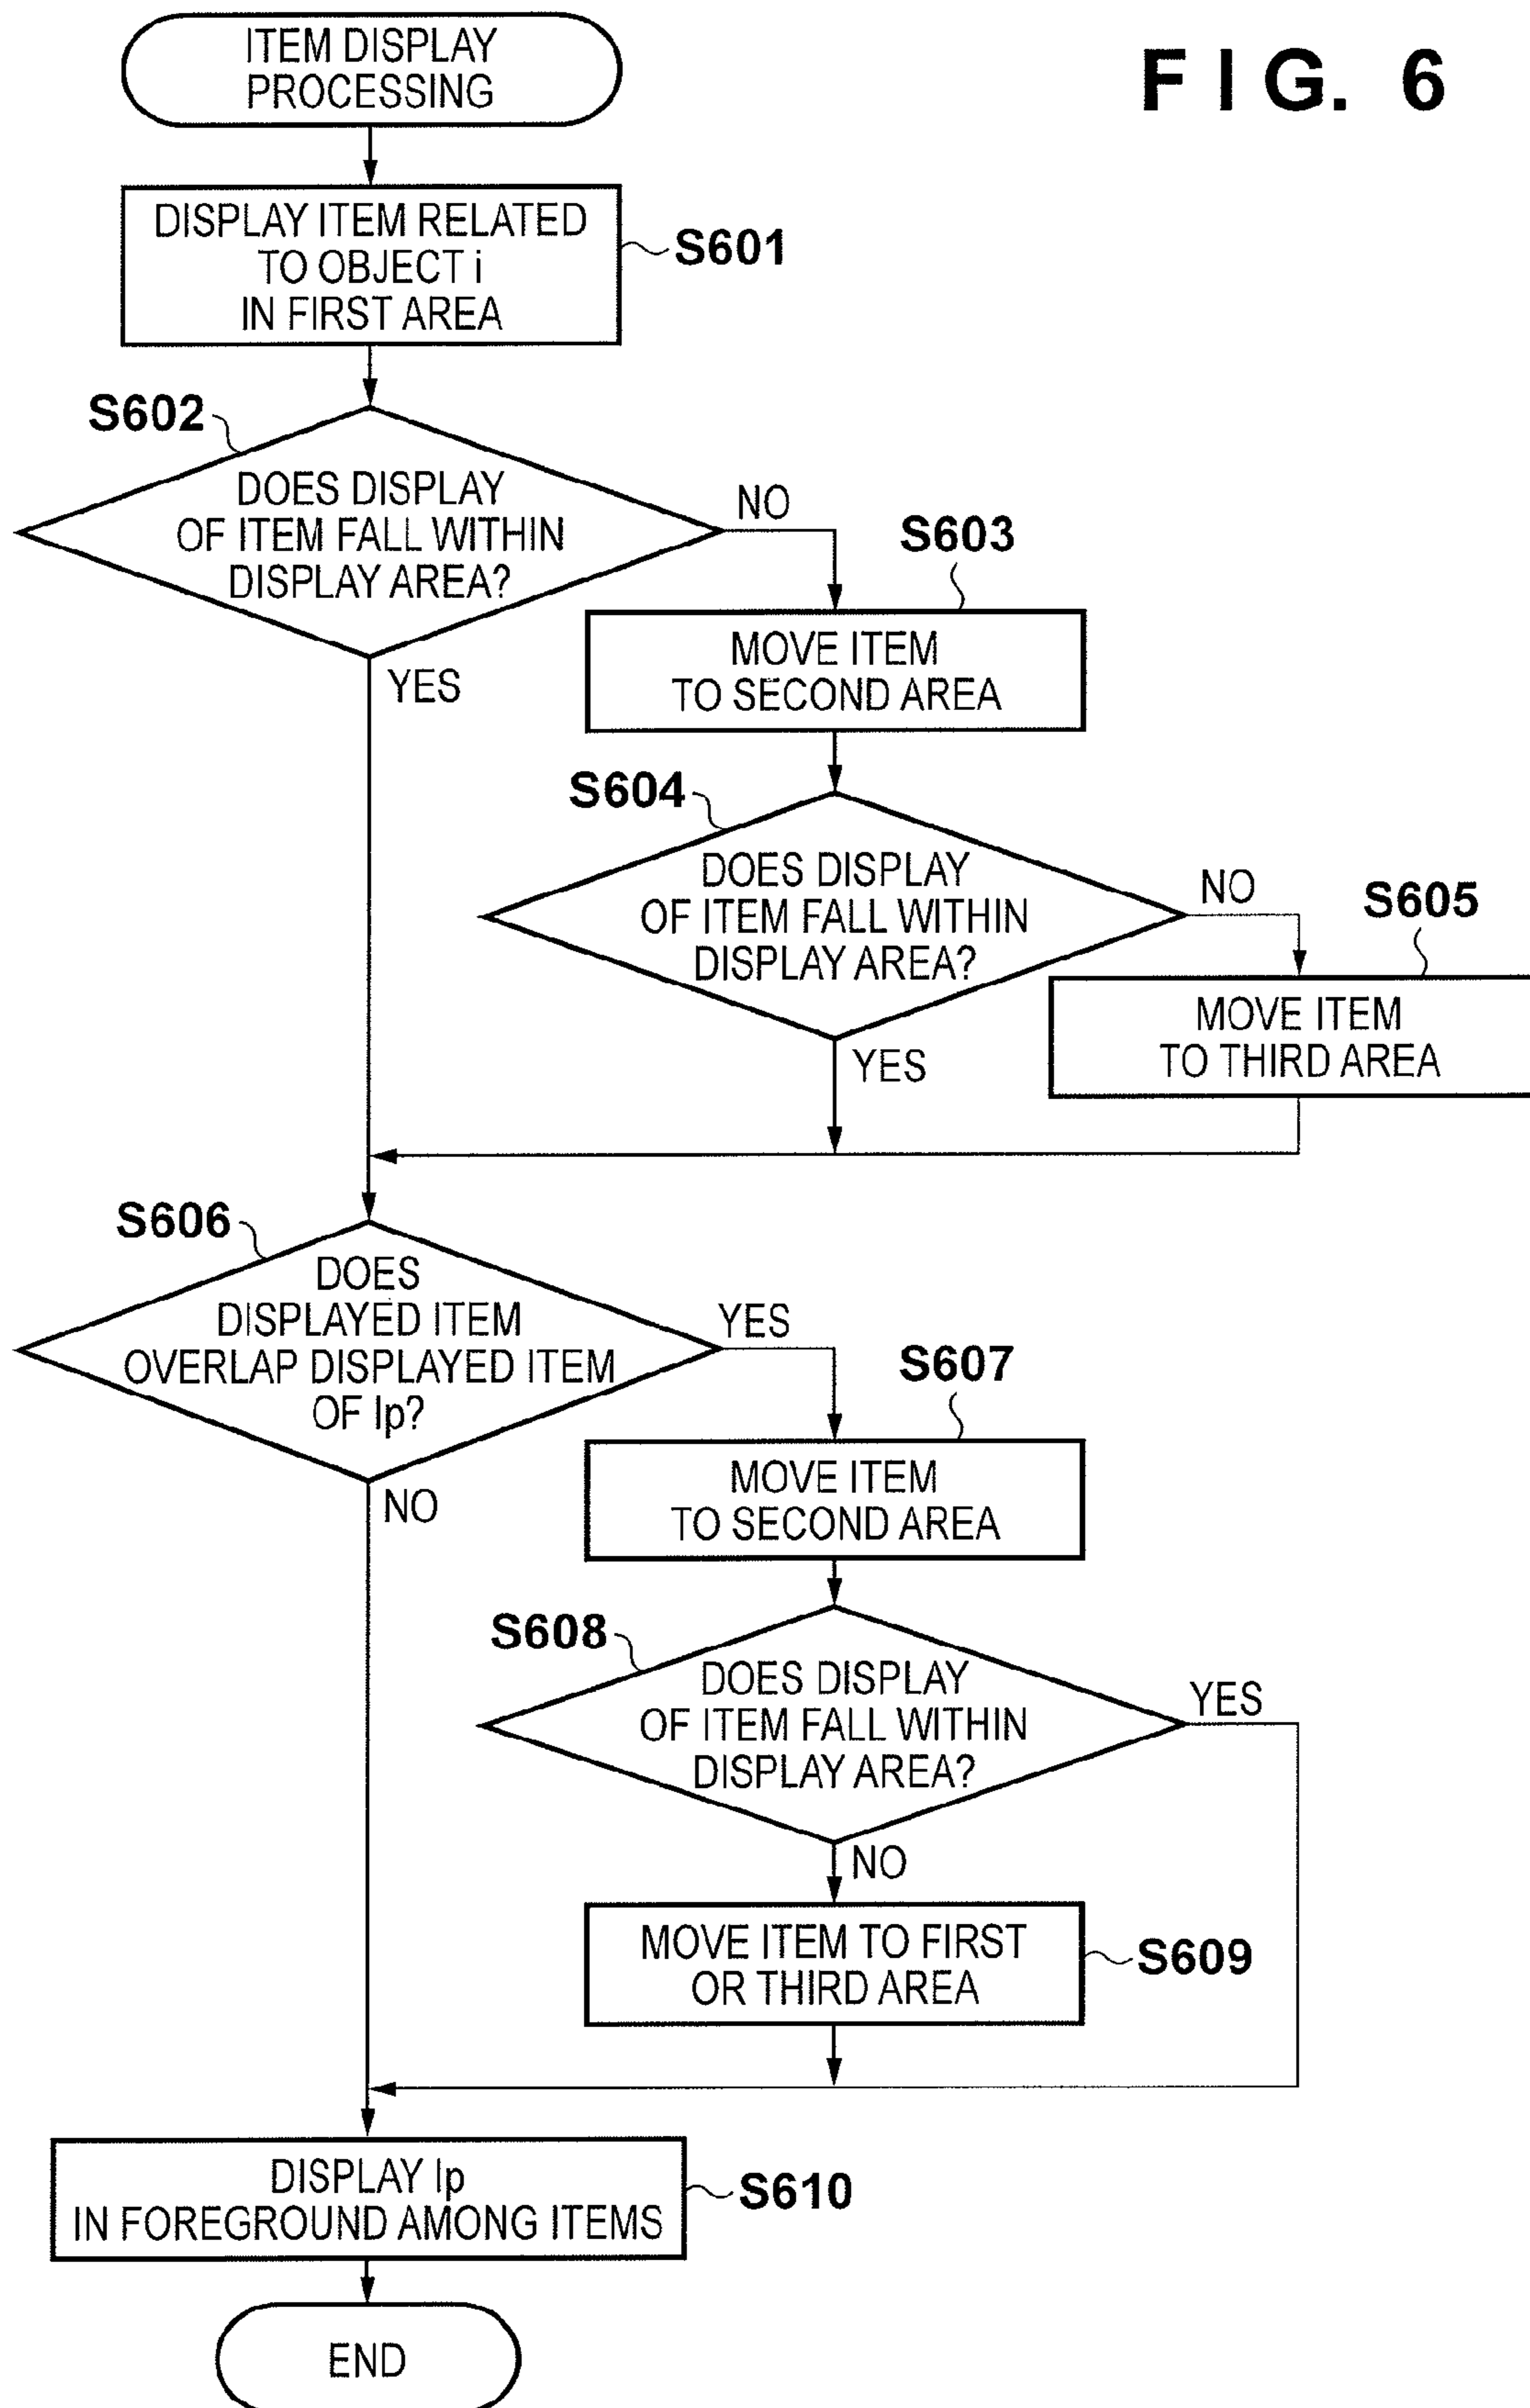 FIG. 6
ITEM DISPLAY
PROCESSING
DISPLAY ITEM RELATED
TO OBJECT i
IN FIRST AREA
S601
S602
DOES DISPLAY
OF ITEM FALL WITHIN
DISPLAY AREA?
NO
YES
S603
MOVE ITEM
TO SECOND AREA
S604
DOES DISPLAY
OF ITEM FALL WITHIN
DISPLAY AREA?
NO
YES
S605
MOVE ITEM
TO THIRD AREA
S606
DOES
DISPLAYED ITEM
OVERLAP DISPLAYED ITEM
OF Ip?
YES
NO
S607
MOVE ITEM
TO SECOND AREA
S608
DOES DISPLAY
OF ITEM FALL WITHIN
DISPLAY AREA?
YES
NO
MOVE ITEM TO FIRST
OR THIRD AREA
S609
DISPLAY Ip
IN FOREGROUND AMONG ITEMS
S610
END